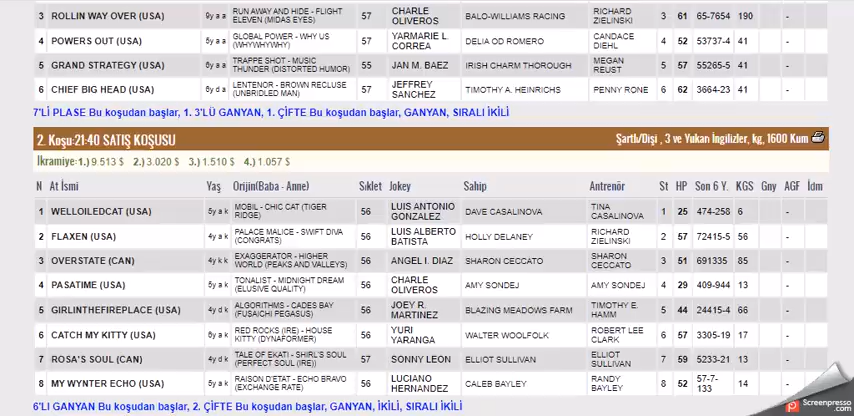 3 ROLLIN WAY OVER (USA) 9y a a RUN AWAY AND HIDE - FLIGHT ELEVEN (MIDAS EYES) 57 CHARLE OLIVEROS BALO-WILLIAMS RACING RICHARD ZIELINSKI 3 61 65-7654 190 -
4 POWERS OUT (USA) 6y a a GLOBAL POWER - WHY US (WHYWHYWHY) 57 YARMARIE L. CORREA DELIA OD ROMERO CANDACE DIEHL 4 52 53737-4 41 -
5 GRAND STRATEGY (USA) 8y a a TRAPPE SHOT - MUSIC THUNDER (DISTORTED HUMOR) 55 JAN M. BAEZ IRISH CHARM THOROUGH MEGAN REUST 5 57 55265-5 41 -
6 CHIEF BIG HEAD (USA) 6y d a LENTENOR - BROWN RECLUSE (UNBRIDLED MAN) 57 JEFFREY SANCHEZ TIMOTHY A. HEINRICHS PENNY RONE 6 62 3664-23 41 -
7'Lİ PLASE Bu koşudan başlar, 1. 3'LÜ GANYAN, 1. ÇİFTE Bu koşudan başlar, GANYAN, SIRALI İKİLİ
2. Koşu:21:40 SATIŞ KOŞUSU Şartlı/Dişi , 3 ve Yukarı İngilizler, kg, 1600 Kum
İkramiye:1.) 9.513 $ 2.) 3.020 $ 3.) 1.510 $ 4.) 1.057 $
N At İsmi Yaş Orijin(Baba - Anne) Sıklet Jokey Sahip Antrenör St HP Son 6 Y. KGS Gny AGF İdm
1 WELLOILEDCAT (USA) 5y a k MOBIL - CHIC CAT (TIGER RIDGE) 56 LUIS ANTONIO GONZALEZ DAVE CASALINOVA TINA CASALINOVA 1 25 474-258 6 -
2 FLAXEN (USA) 4y a k PALACE MALICE - SWIFT DIVA (CONGRATS) 56 LUIS ALBERTO BATISTA HOLLY DELANEY RICHARD ZIELINSKI 2 57 72415-5 56 -
3 OVERSTATE (CAN) 4y k k EXAGGERATOR - HIGHER WORLD (PEAKS AND VALLEYS) 56 ANGEL I. DIAZ SHARON CECCATO SHARON CECCATO 3 51 691335 85 -
4 PASATIME (USA) 5y a k TONALIST - MIDNIGHT DREAM (ELUSIVE QUALITY) 56 CHARLE OLIVEROS AMY SONDEJ AMY SONDEJ 4 29 409-944 13 -
5 GIRLINTHEFIREPLACE (USA) 4y d k ALGORITHMS - CADES BAY (FUSAICHI PEGASUS) 56 JOEY R. MARTINEZ BLAZING MEADOWS FARM TIMOTHY E. HAMM 5 44 24415-4 66 -
6 CATCH MY KITTY (USA) 6y a k RED ROCKS (IRE) - HOUSE KITTY (DYNAFORMER) 56 YURI YARANGA WALTER WOOLFOLK ROBERT LEE CLARK 6 57 3305-19 17 -
7 ROSA'S SOUL (CAN) 4y d k TALE OF EKATI - SHIRL'S SOUL (PERFECT SOUL (IRE)) 57 SONNY LEON ELLIOT SULLIVAN ELLIOT SULLIVAN 7 59 5233-21 13 -
8 MY WYNTER ECHO (USA) 5y a k RAISON D'ETAT - ECHO BRAVO (EXCHANGE RATE) 56 LUCIANO HERNANDEZ CALEB BAYLEY RANDY BAYLEY 8 52 57-7-133 14 -
6'LI GANYAN Bu koşudan başlar, 2. ÇİFTE Bu koşudan başlar, GANYAN, İKİLİ, SIRALI İKİLİ
Screenpresso.com